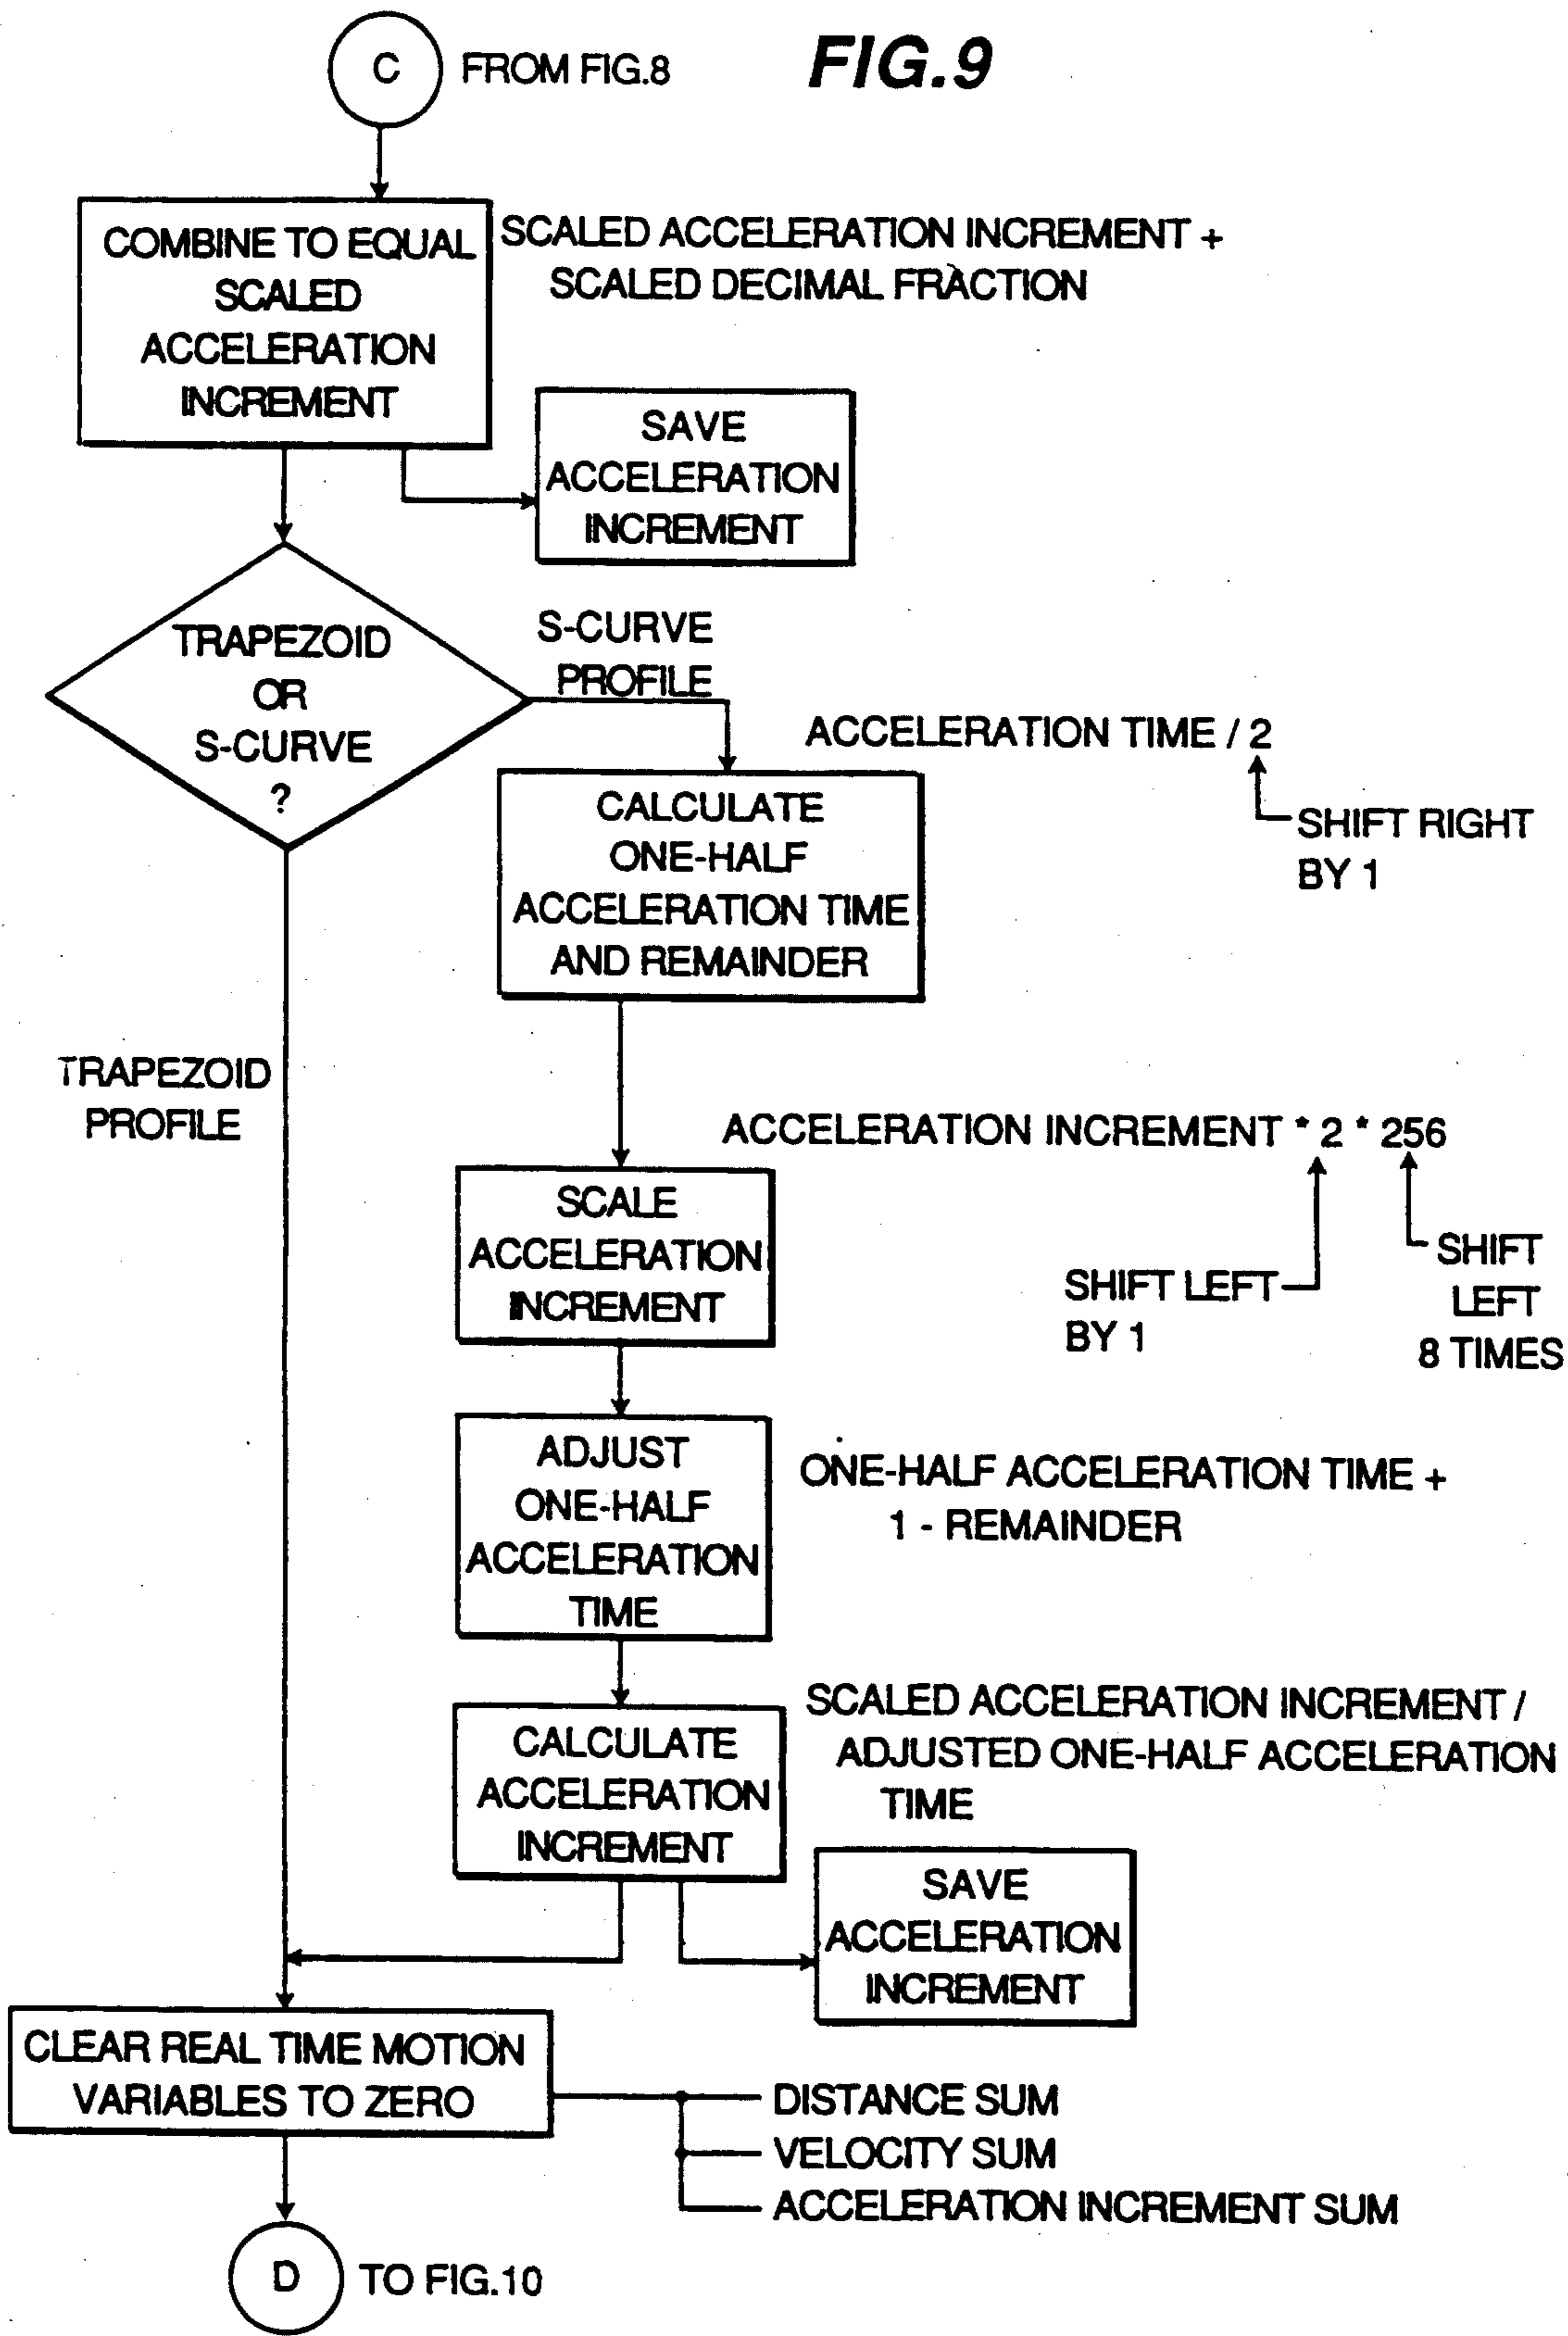 C FROM FIG.8 FIG.9
COMBINE TO EQUAL
SCALED
ACCELERATION
INCREMENT
SCALED ACCELERATION INCREMENT +
SCALED DECIMAL FRACTION
SAVE
ACCELERATION
INCREMENT
TRAPEZOID
OR
S-CURVE
?
S-CURVE
PROFILE
ACCELERATION TIME / 2
SHIFT RIGHT
BY 1
CALCULATE
ONE-HALF
ACCELERATION TIME
AND REMAINDER
TRAPEZOID
PROFILE
ACCELERATION INCREMENT * 2 * 256
SHIFT LEFT
BY 1
SHIFT
LEFT
8 TIMES
SCALE
ACCELERATION
INCREMENT
ADJUST
ONE-HALF
ACCELERATION
TIME
ONE-HALF ACCELERATION TIME +
1 - REMAINDER
CALCULATE
ACCELERATION
INCREMENT
SCALED ACCELERATION INCREMENT /
ADJUSTED ONE-HALF ACCELERATION
TIME
SAVE
ACCELERATION
INCREMENT
CLEAR REAL TIME MOTION
VARIABLES TO ZERO
DISTANCE SUM
VELOCITY SUM
ACCELERATION INCREMENT SUM
D TO FIG.10